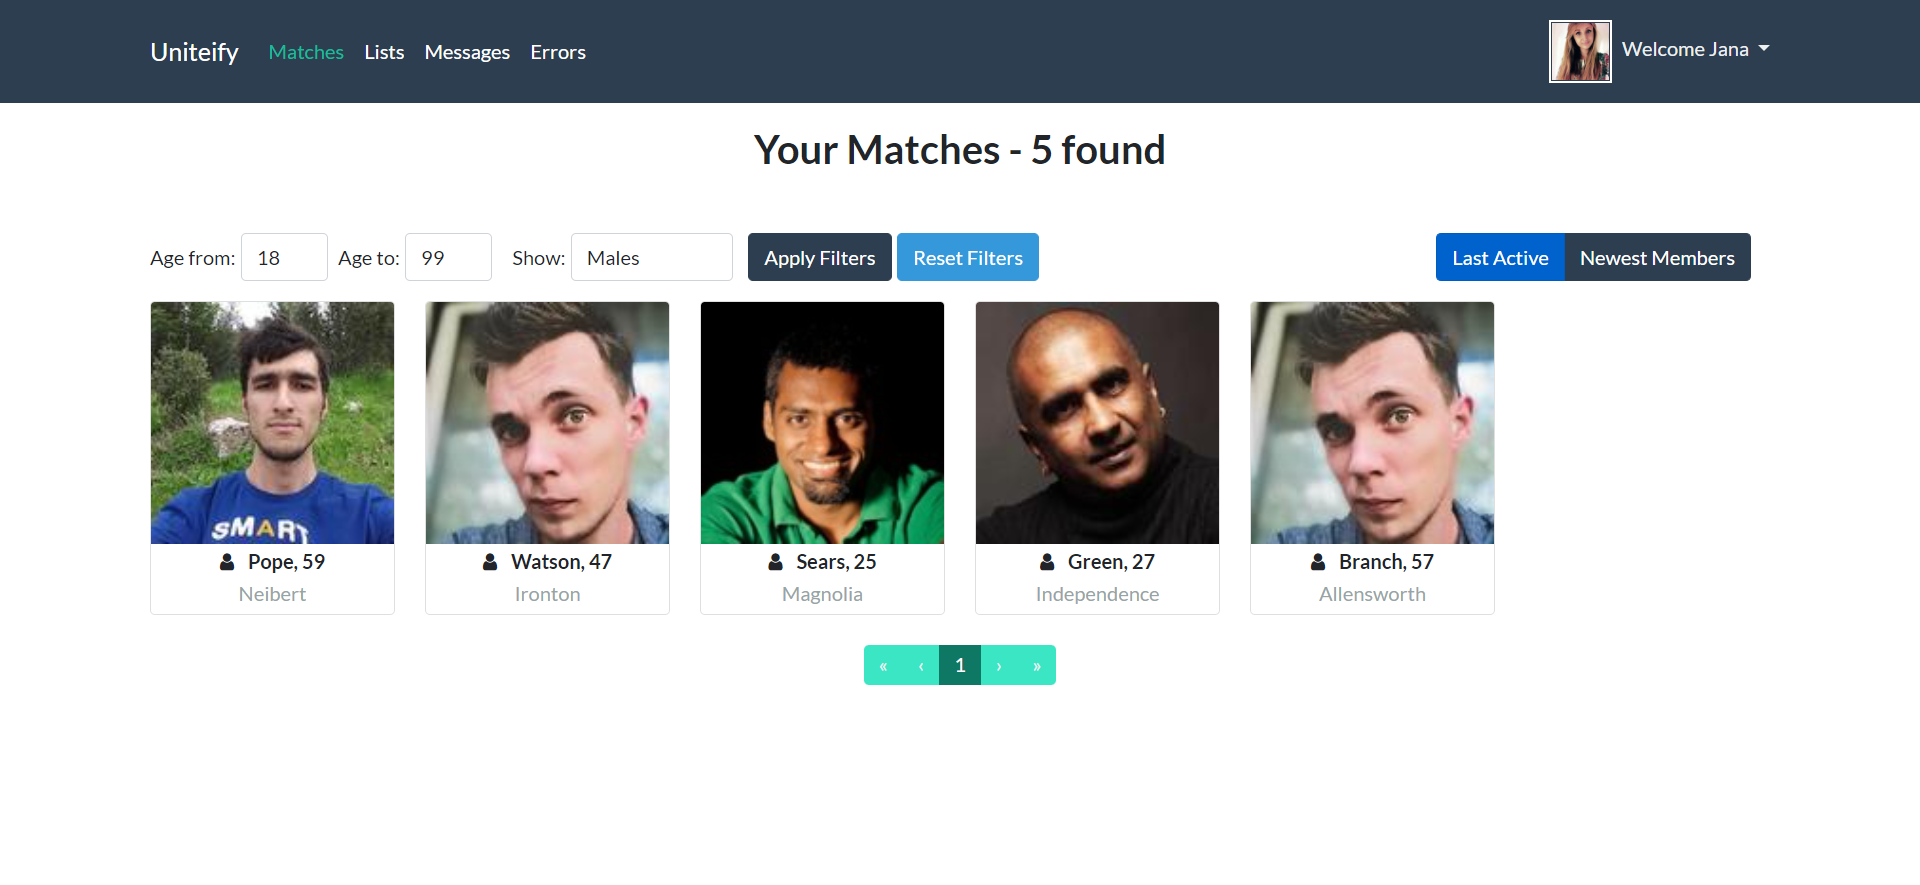 Uniteify Matches Lists Messages Errors Welcome Jana
Your Matches - 5 found
Age from: 18 Age to: 99 Show: Males Apply Filters Reset Filters Last Active Newest Members
SMART
Pope, 59 Watson, 47 Sears, 25 Green, 27 Branch, 57
Neibert Ironton Magnolia Independence Allensworth
« ‹ 1 › »